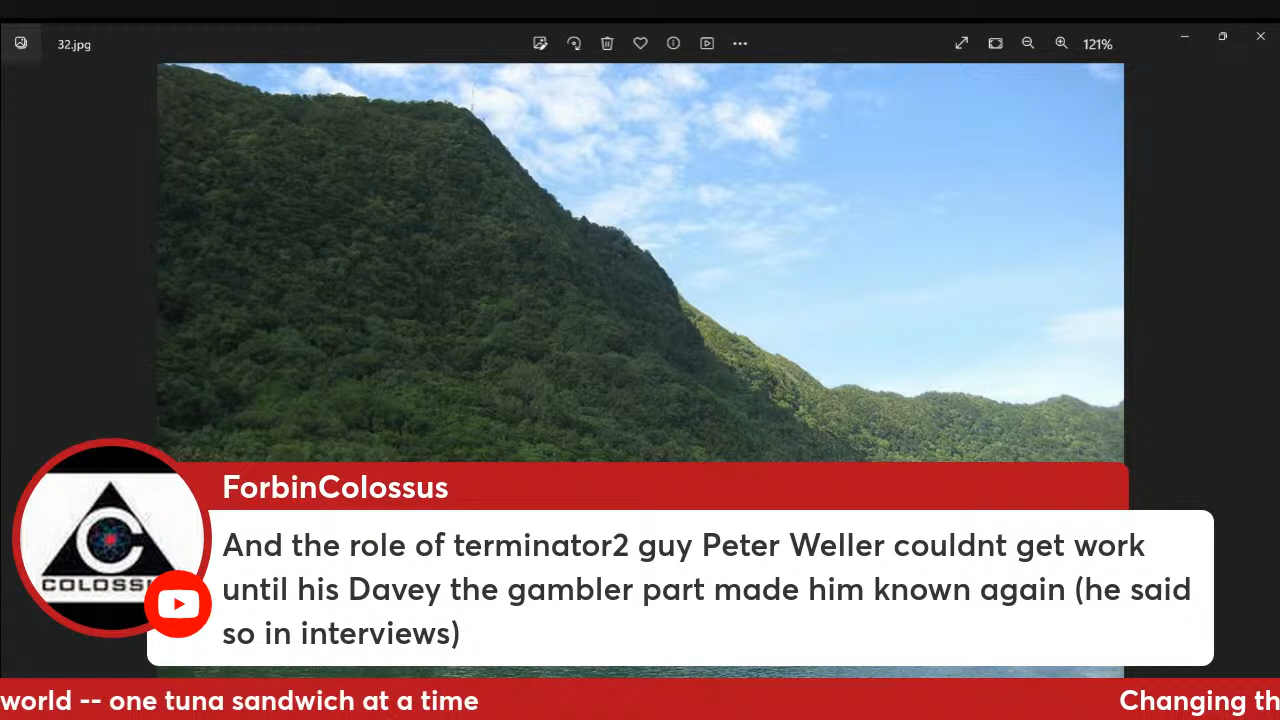 32.jpg
121%
ForbinColossus
And the role of terminator2 guy Peter Weller couldnt get work
until his Davey the gambler part made him known again (he said
so in interviews)
world -- one tuna sandwich at a time
Changing th